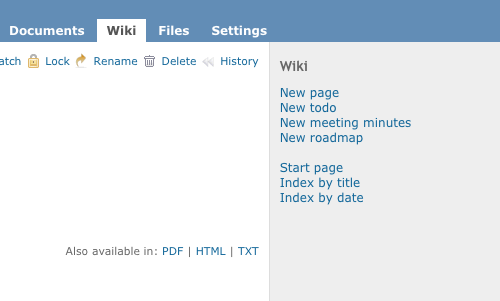 Documents Wiki Files Settings
Lock Rename Delete History
Wiki
New page
New todo
New meeting minutes
New roadmap
Start page
Index by title
Index by date
Also available in: PDF | HTML | TXT